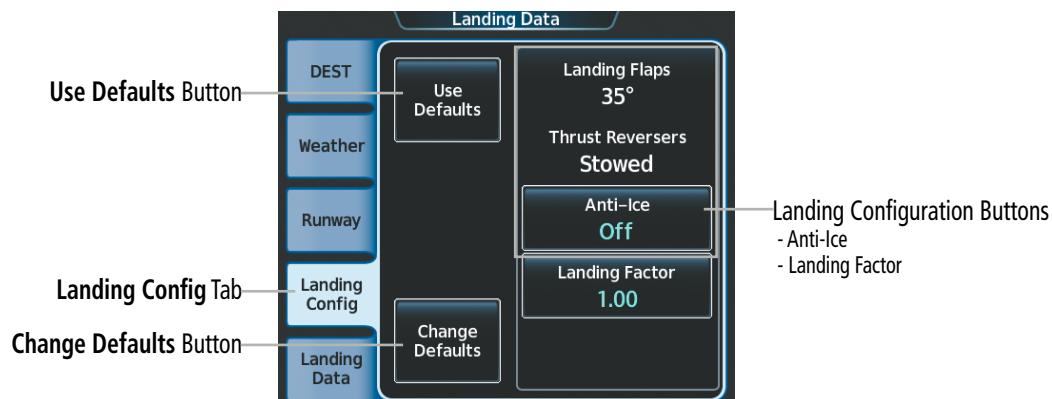 Landing Data
DEST
Weather
Runway
Landing
Config
Landing
Data
Use
Defaults
Change
Defaults
Landing Flaps
35°
Thrust Reversers
Stowed
Anti-Ice
Off
Landing Factor
1.00
Use Defaults Button
Landing Config Tab
Change Defaults Button
Landing Configuration Buttons
- Anti-Ice
- Landing Factor